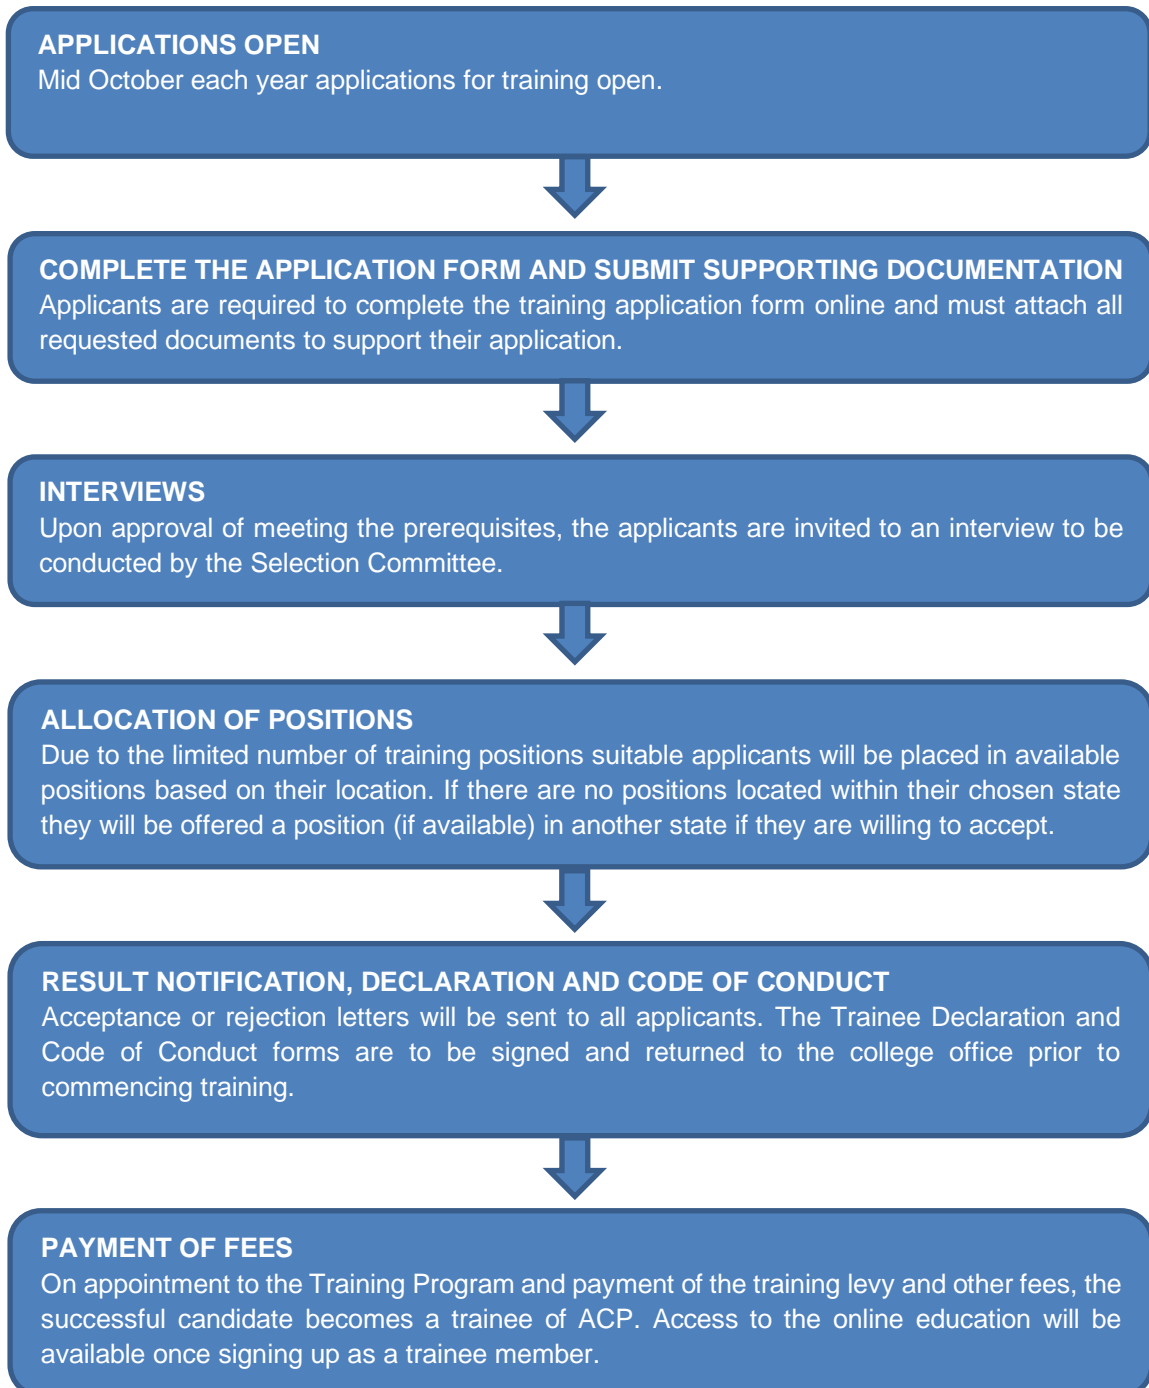 APPLICATIONS OPEN
Mid October each year applications for training open.
COMPLETE THE APPLICATION FORM AND SUBMIT SUPPORTING DOCUMENTATION
Applicants are required to complete the training application form online and must attach all
requested documents to support their application.
INTERVIEWS
Upon approval of meeting the prerequisites, the applicants are invited to an interview to be
conducted by the Selection Committee.
ALLOCATION OF POSITIONS
Due to the limited number of training positions suitable applicants will be placed in available
positions based on their location. If there are no positions located within their chosen state
they will be offered a position (if available) in another state if they are willing to accept.
RESULT NOTIFICATION, DECLARATION AND CODE OF CONDUCT
Acceptance or rejection letters will be sent to all applicants. The Trainee Declaration and
Code of Conduct forms are to be signed and returned to the college office prior to
commencing training.
PAYMENT OF FEES
On appointment to the Training Program and payment of the training levy and other fees, the
successful candidate becomes a trainee of ACP. Access to the online education will be
available once signing up as a trainee member.